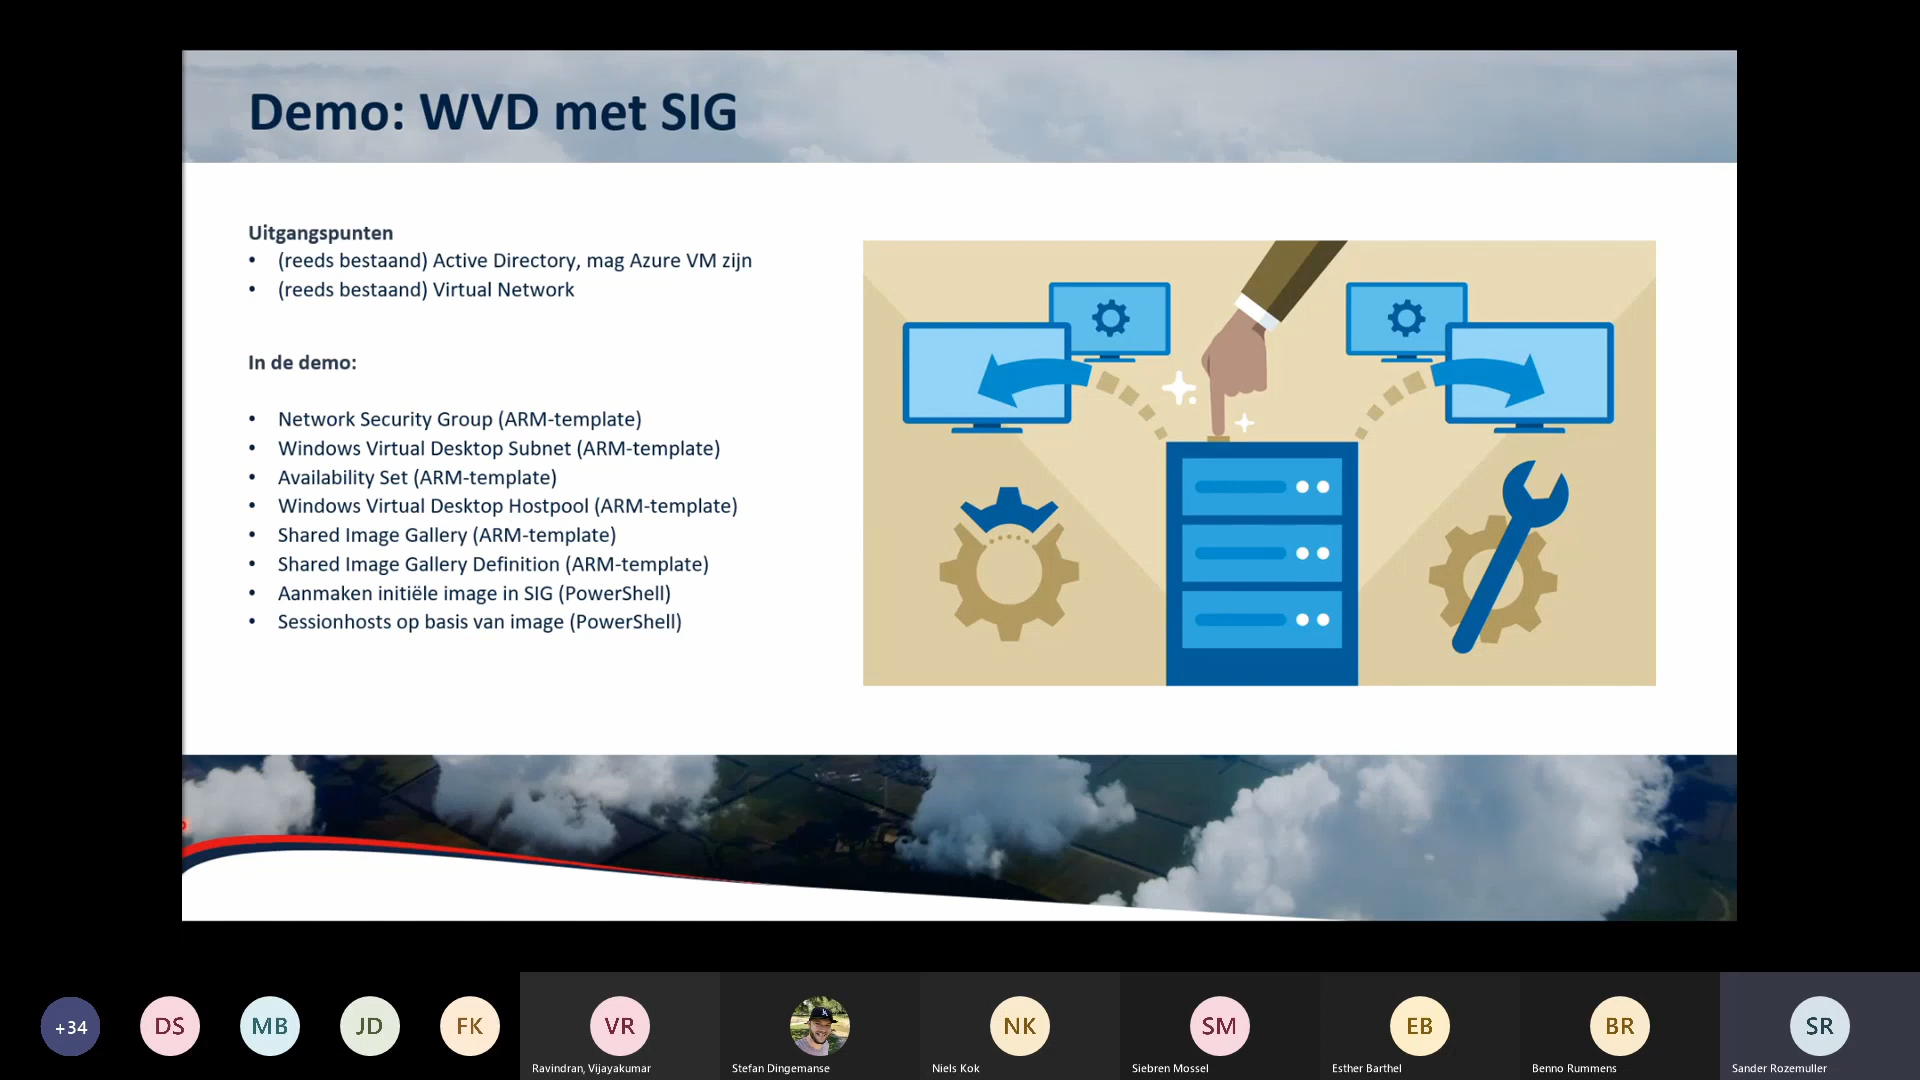 Demo: WVD met SIG
Uitgangspunten
• (reeds bestaand) Active Directory, mag Azure VM zijn
• (reeds bestaand) Virtual Network
In de demo:
• Network Security Group (ARM-template)
• Windows Virtual Desktop Subnet (ARM-template)
• Availability Set (ARM-template)
• Windows Virtual Desktop Hostpool (ARM-template)
• Shared Image Gallery (ARM-template)
• Shared Image Gallery Definition (ARM-template)
• Aanmaken initiële image in SIG (PowerShell)
• Sessionhosts op basis van image (PowerShell)
+34 DS MB JD FK VR NK SM EB BR SR
Ravindran, Vijayakumar Stefan Dingemanse Niels Kok Siebren Mossel Esther Barthel Benno Rummens Sander Rozemuller